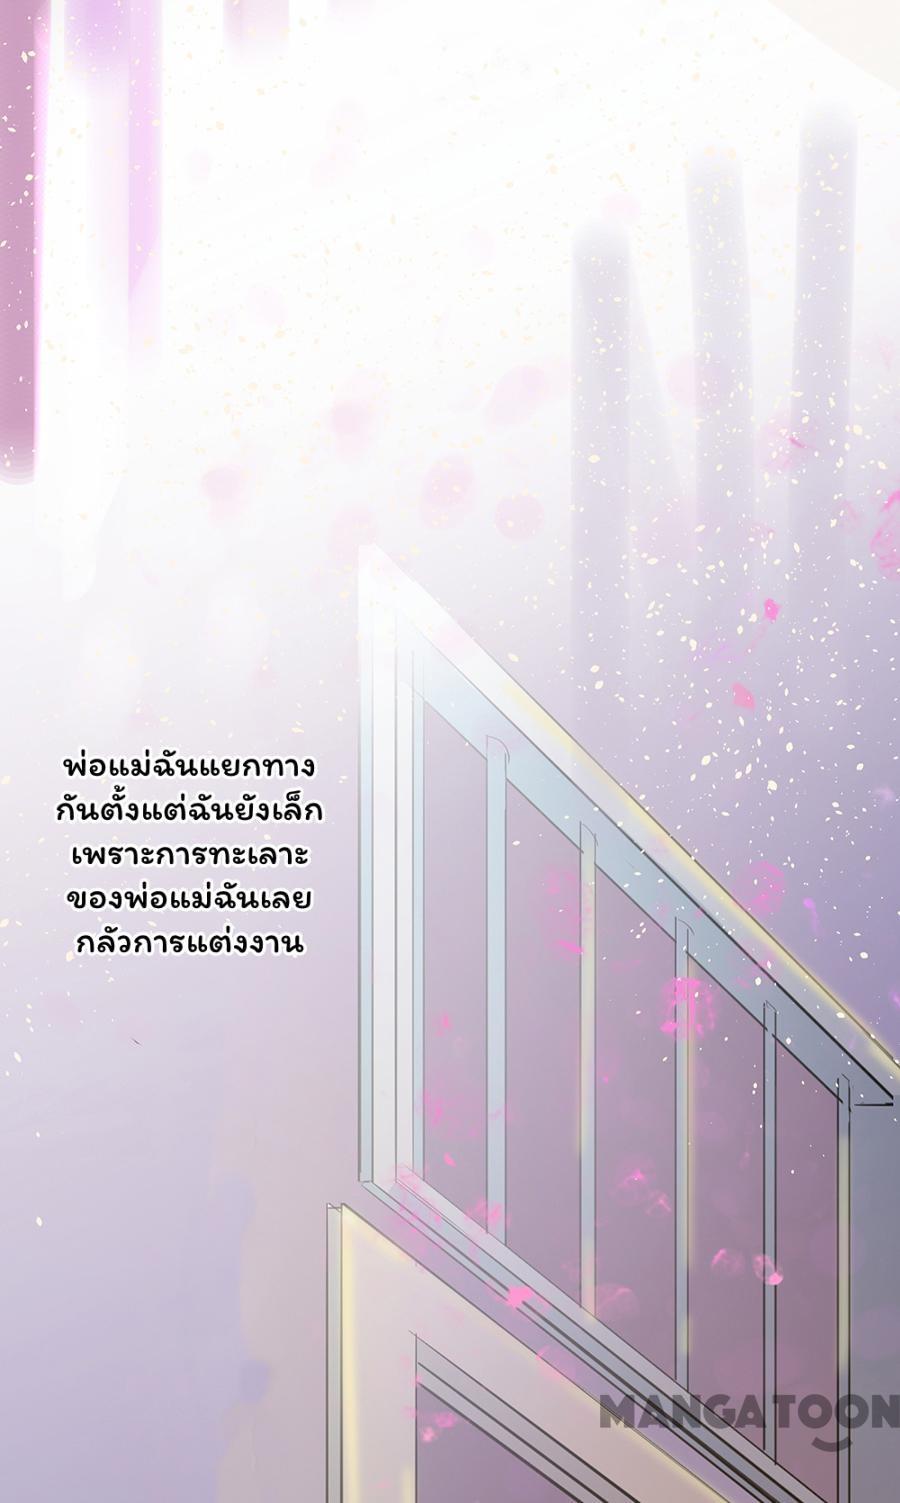 พ่อแม่ฉันแยกทาง
กันตั้งแต่ฉันยังเล็ก
เพราะการทะเลาะ
ของพ่อแม่ฉันเลย
กลัวการแต่งงาน
MANGATOON